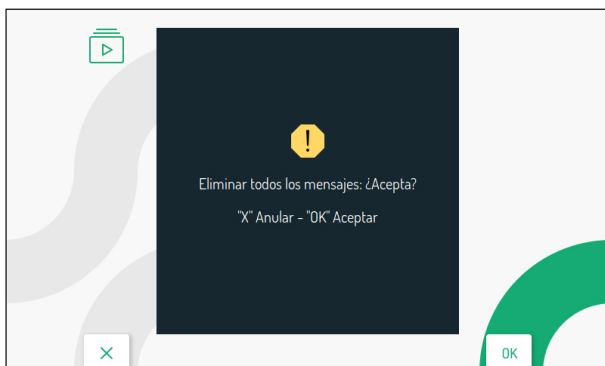 !
Eliminar todos los mensajes: ¿Acepta?
"X" Anular - "OK" Aceptar
OK